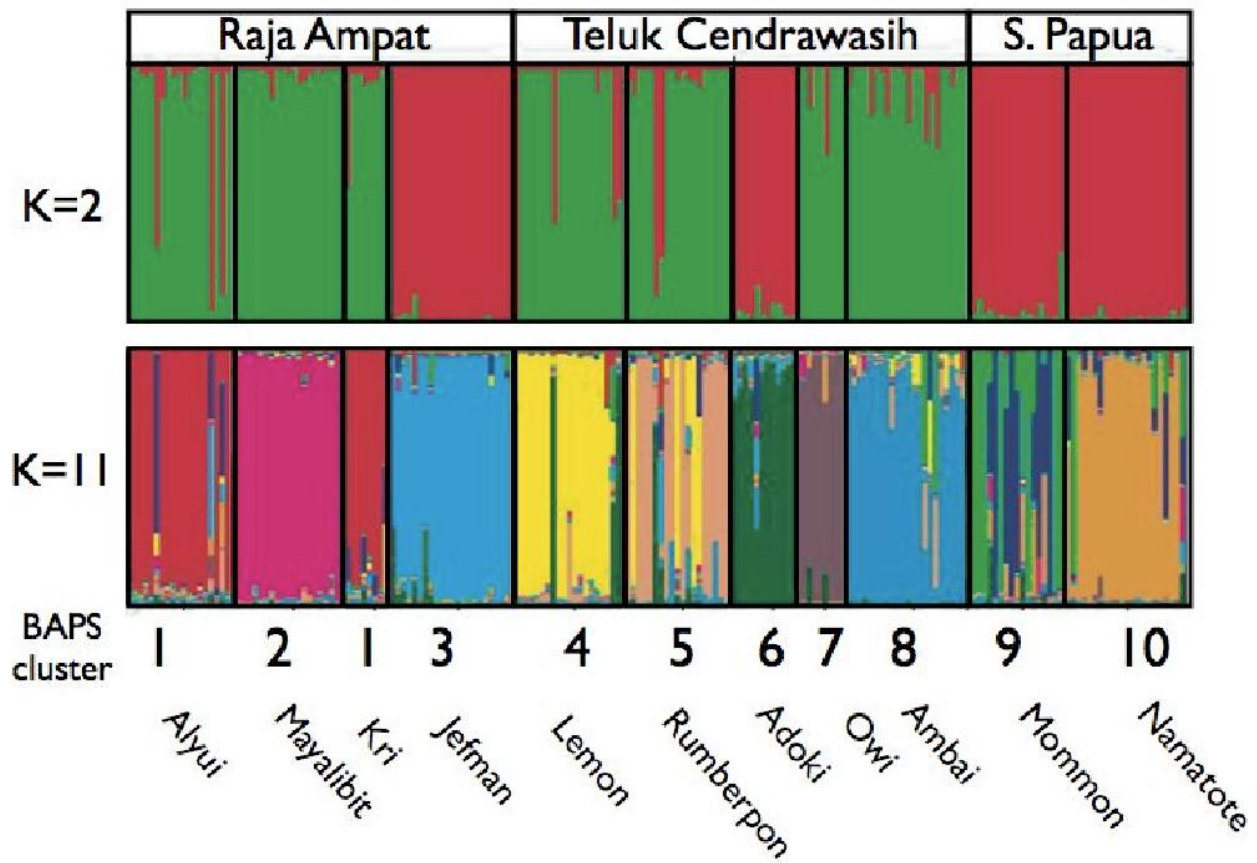 Raja Ampat Teluk Cendrawasih S. Papua
K=2
K=11
BAPS cluster 1 2 1 3 4 5 6 7 8 9 10
Alyui Mayalibit Kri Jefman Lemon Rumberpon Adoki Owi Ambai Mommon Namatote